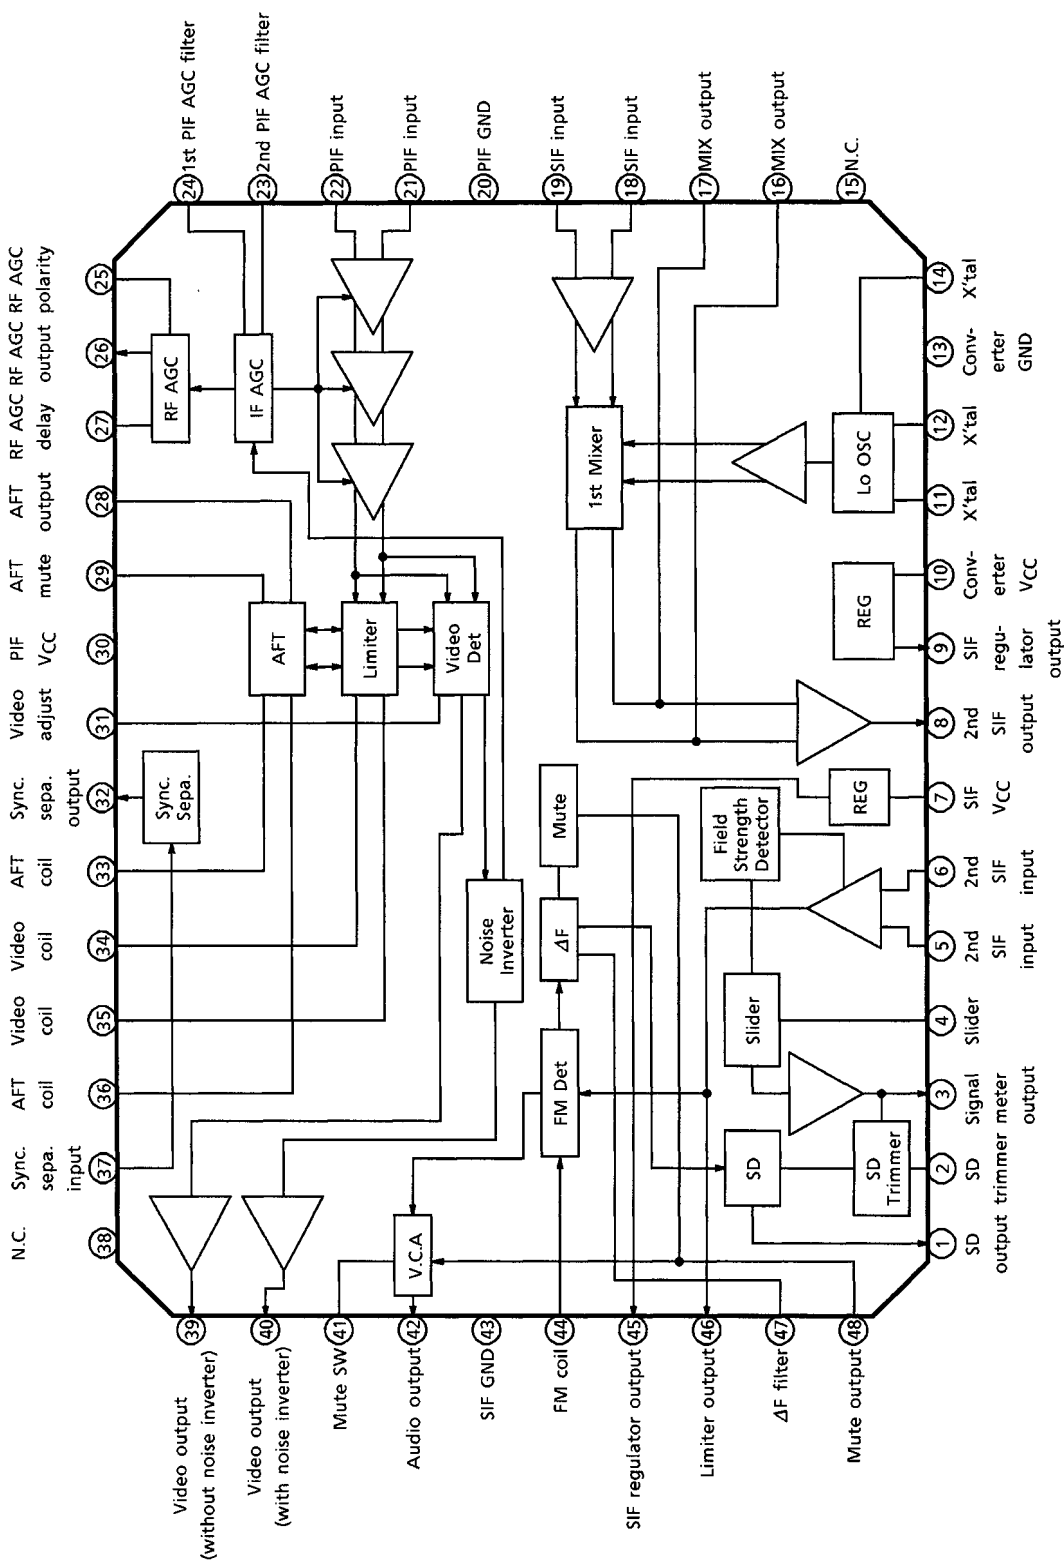 N.C. Sync. AFT Video Video AFT Sync. Video PIF AFT AFT RF AGC RF AGC RF AGC
sepa. coil coil coil coil sepa. adjust VCC mute output delay output polarity
input output
38 37 36 35 34 33 32 31 30 29 28 27 26 25
Video output
(without noise inverter)
39
Video output
(with noise inverter)
40
Mute SW 41
Audio output 42
SIF GND 43
FM coil 44
SIF regulator output 45
Limiter output 46
ΔF filter 47
Mute output 48
Sync.
Sepa.
RF AGC
AFT
IF AGC
Limiter
V.C.A
Video
Det
Noise
Inverter
FM Det
ΔF
Mute
1st Mixer
SD
Slider
Field
Strength
Detector
SD
Trimmer
REG
REG
Lo OSC
24 1st PIF AGC filter
23 2nd PIF AGC filter
22 PIF input
21 PIF input
20 PIF GND
19 SIF input
18 SIF input
17 MIX output
16 MIX output
15 N.C.
1 2 3 4 5 6 7 8 9 10 11 12 13 14
SD SD Signal Slider 2nd 2nd SIF 2nd SIF Conv- X'tal X'tal Conv- X'tal
output trimmer meter SIF SIF VCC SIF regu- erter erter
output input input output lator VCC GND
output